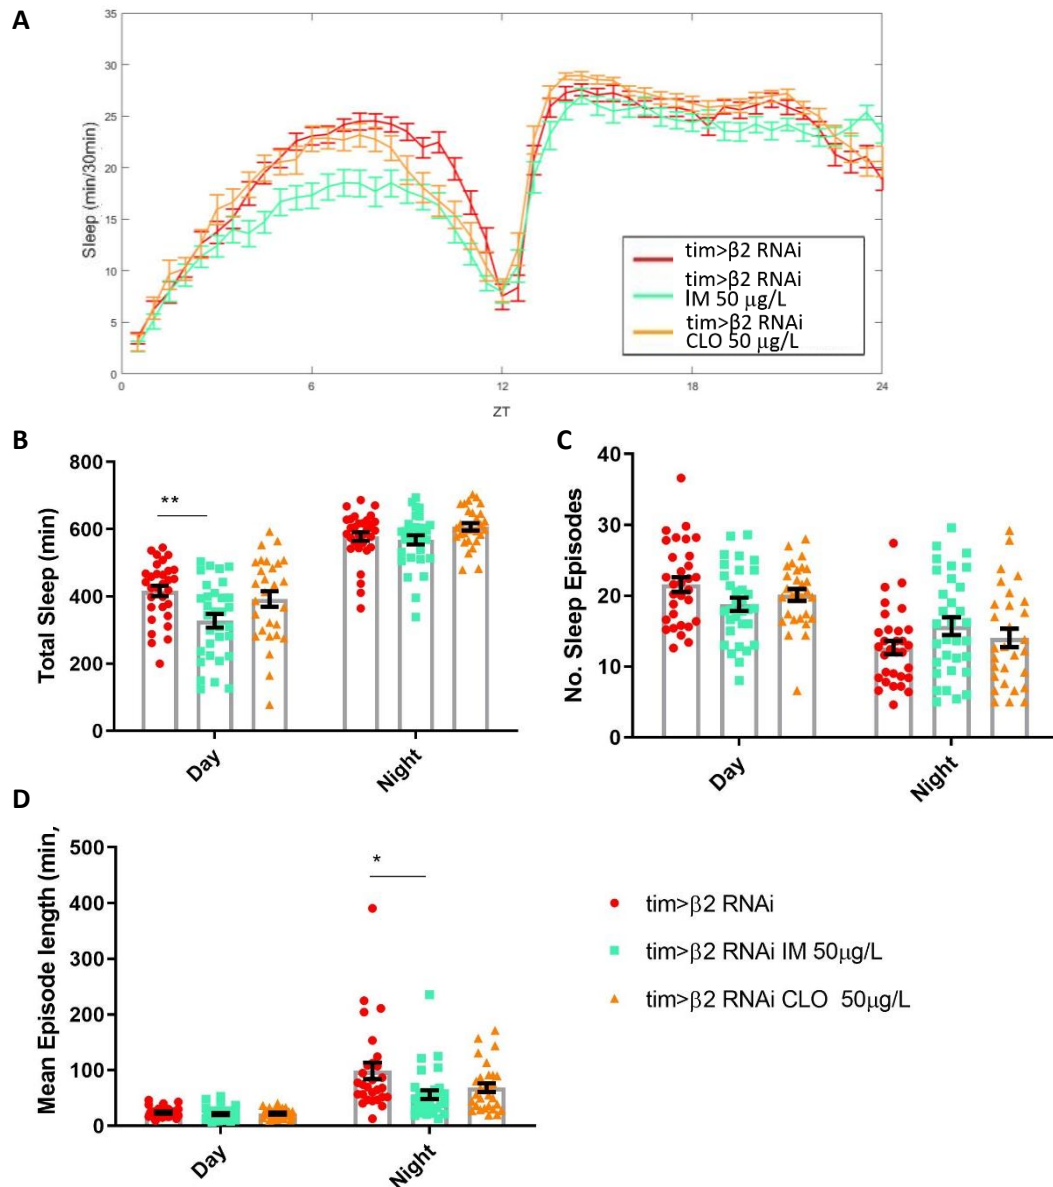 A
35
30
25
20
15
10
5
0
Sleep (min/30min)
0 6 12 18 24
ZT
tim>β2 RNAi
tim>β2 RNAi
IM 50 μg/L
tim>β2 RNAi
CLO 50 μg/L
B
800
600
400
200
0
Total Sleep (min)
**
Day Night
C
40
30
20
10
0
No. Sleep Episodes
Day Night
D
500
400
300
200
100
0
Mean Episode length (min,
*
Day Night
tim>β2 RNAi
tim>β2 RNAi IM 50μg/L
tim>β2 RNAi CLO 50μg/L